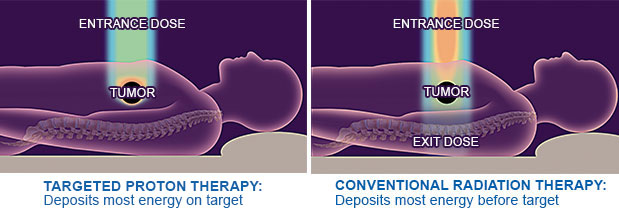 ENTRANCE DOSE
TUMOR
TARGETED PROTON THERAPY:
Deposits most energy on target
ENTRANCE DOSE
TUMOR
EXIT DOSE
CONVENTIONAL RADIATION THERAPY:
Deposits most energy before target